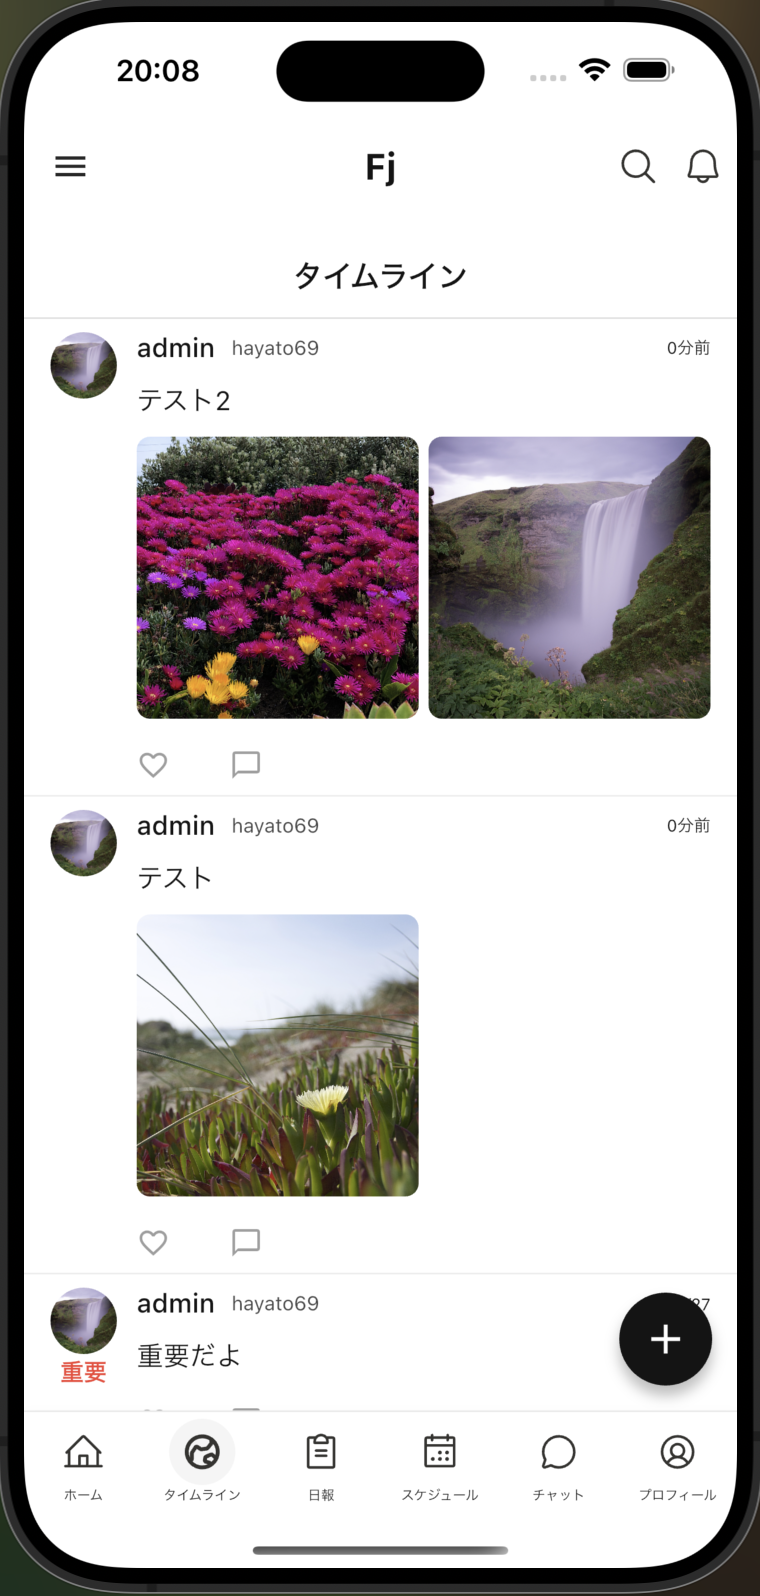 20:08
Fj
タイムライン
admin hayato69 0分前
テスト2
admin hayato69 0分前
テスト
admin hayato69
重要だよ
重要
ホーム タイムライン 日報 スケジュール チャット プロフィール